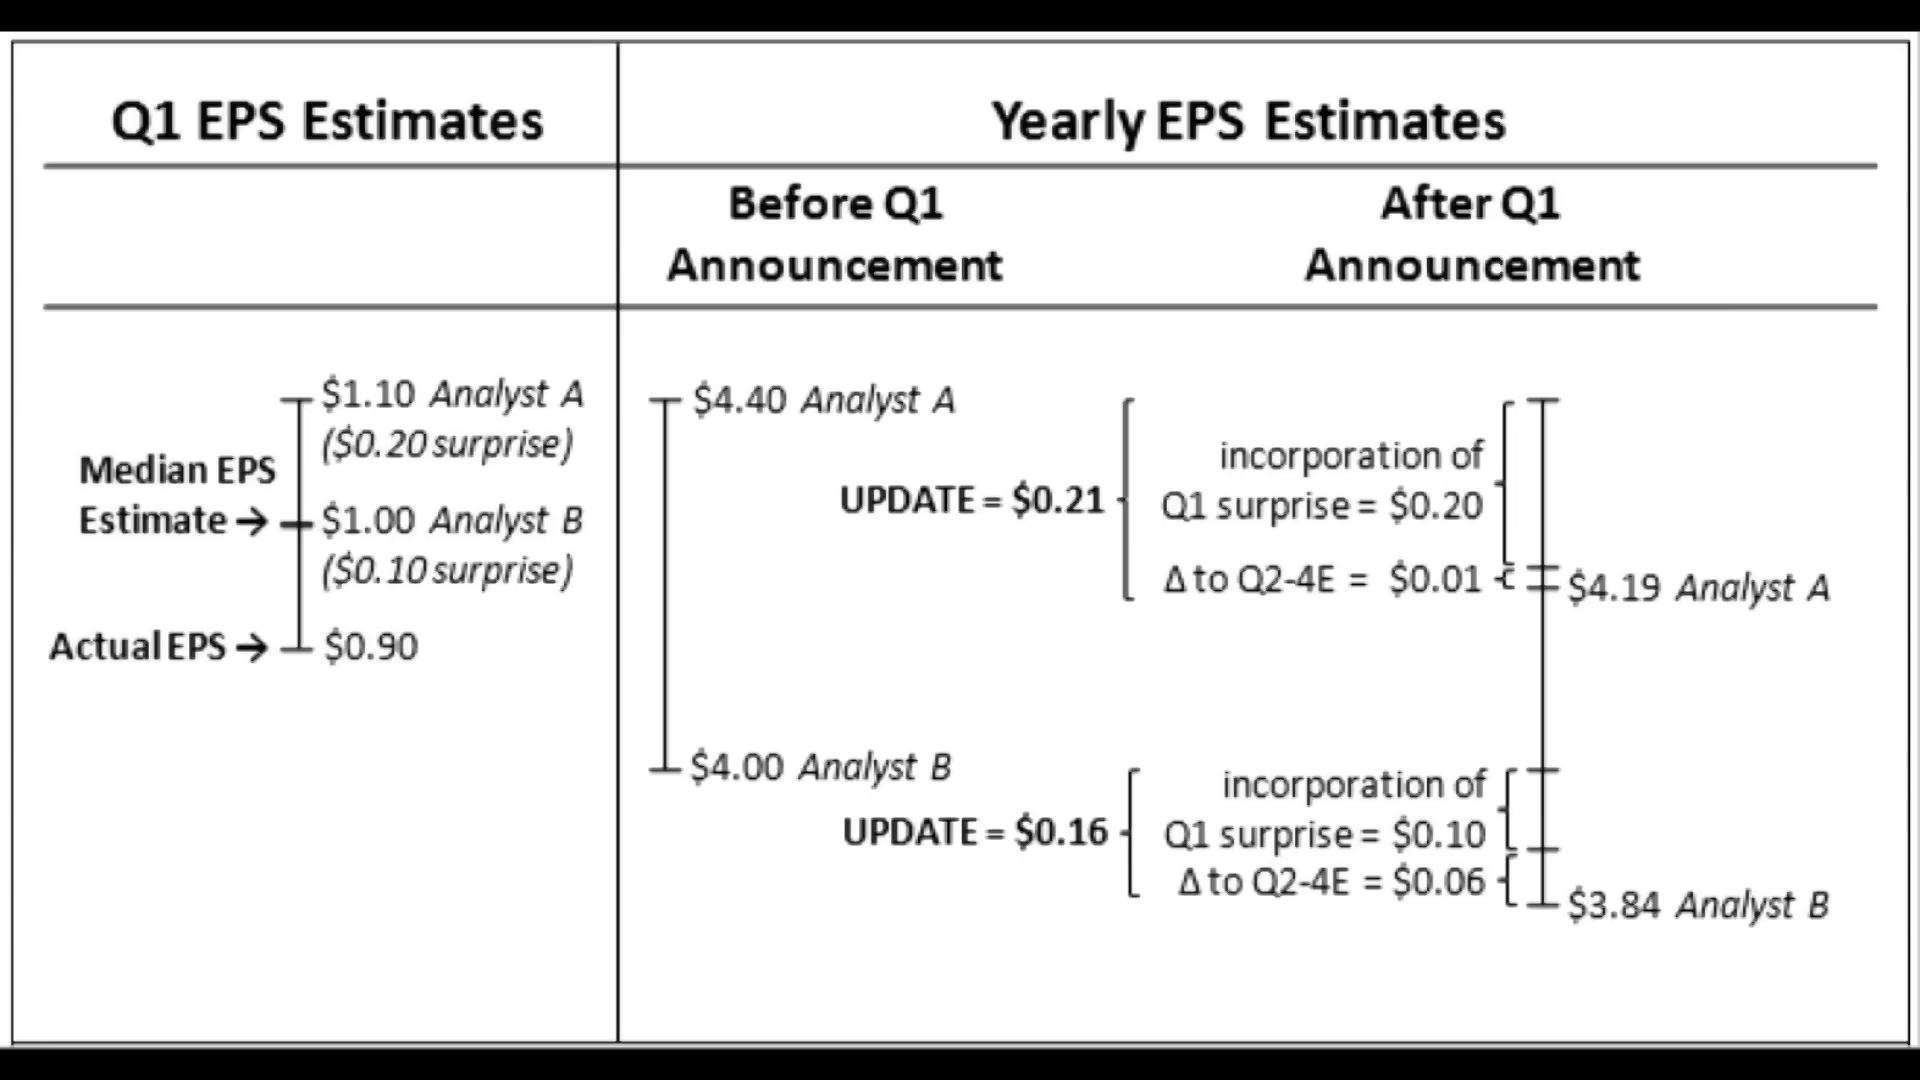 Q1 EPS Estimates
Yearly EPS Estimates
Before Q1
Announcement
After Q1
Announcement
$1.10 Analyst A
($0.20 surprise)
Median EPS
Estimate → $1.00 Analyst B
($0.10 surprise)
Actual EPS → $0.90
$4.40 Analyst A
UPDATE = $0.21
incorporation of
Q1 surprise = $0.20
Δ to Q2-4E = $0.01
$4.19 Analyst A
$4.00 Analyst B
UPDATE = $0.16
incorporation of
Q1 surprise = $0.10
Δ to Q2-4E = $0.06
$3.84 Analyst B